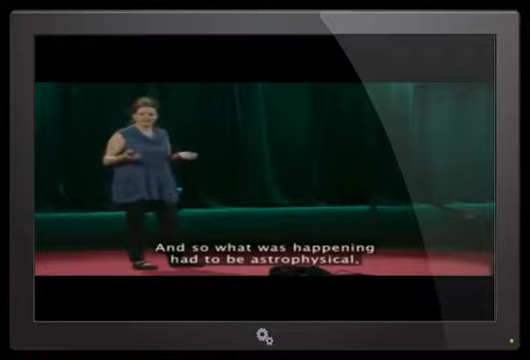 And so what was happening
had to be astrophysical,